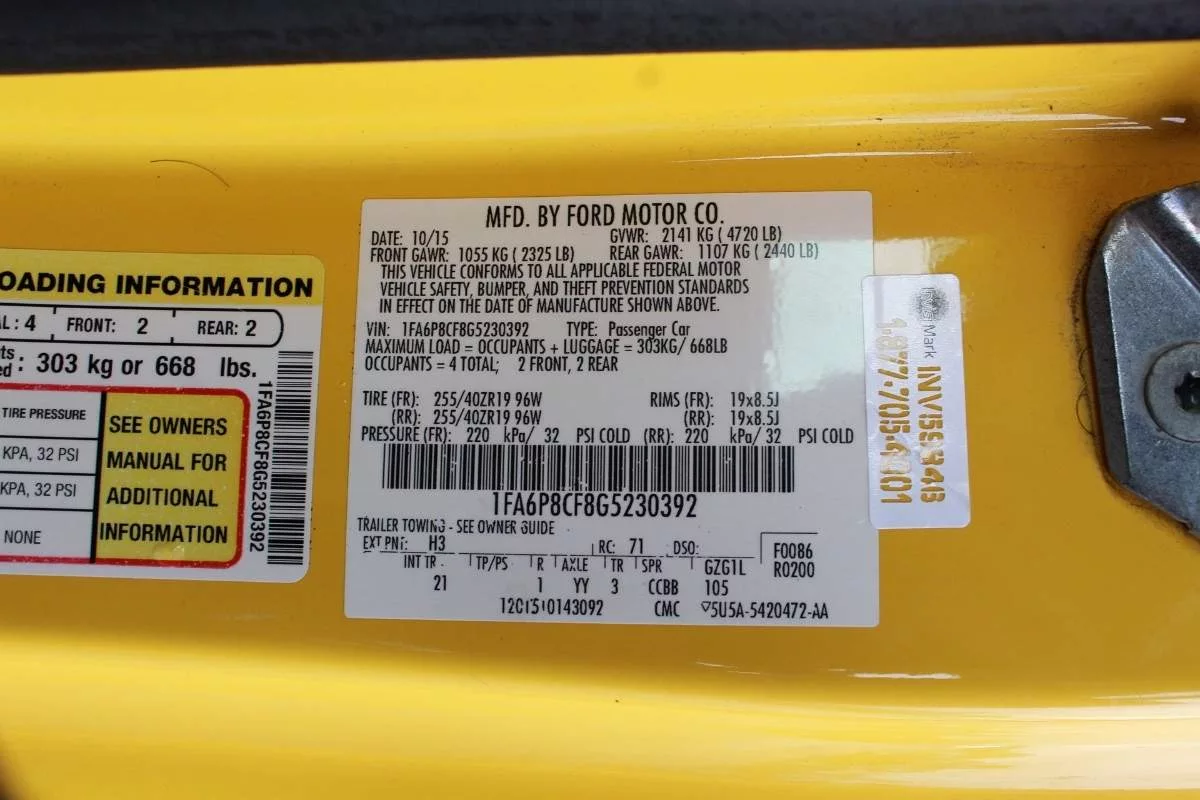 OADING INFORMATION
AL: 4 FRONT: 2 REAR: 2
303 kg or 668 lbs.
TIRE PRESSURE
KPA, 32 PSI
KPA, 32 PSI
NONE
SEE OWNERS
MANUAL FOR
ADDITIONAL
INFORMATION
1FA6P8CF8G5230392
MFD. BY FORD MOTOR CO.
DATE: 10/15 GVWR: 2141 KG ( 4720 LB)
FRONT GAWR: 1055 KG ( 2325 LB) REAR GAWR: 1107 KG ( 2440 LB)
THIS VEHICLE CONFORMS TO ALL APPLICABLE FEDERAL MOTOR
VEHICLE SAFETY, BUMPER, AND THEFT PREVENTION STANDARDS
IN EFFECT ON THE DATE OF MANUFACTURE SHOWN ABOVE.
VIN: 1FA6P8CF8G5230392 TYPE: Passenger Car
MAXIMUM LOAD = OCCUPANTS + LUGGAGE = 303KG/ 668LB
OCCUPANTS = 4 TOTAL; 2 FRONT, 2 REAR
TIRE (FR): 255/40ZR19 96W RIMS (FR): 19x8.5J
(RR): 255/40ZR19 96W (RR): 19x8.5J
PRESSURE (FR): 220 kPa/ 32 PSI COLD (RR): 220 kPa/ 32 PSI COLD
1FA6P8CF8G5230392
TRAILER TOWING - SEE OWNER GUIDE
EXT PNT: H3 RC: 71 DSO: F0086
INT TR TP/PS R AXLE TR SPR GZG1L R0200
21 1 YY 3 CCBB 105
CMC 5U5A-5420472-AA
Mark
1-877-705-4001